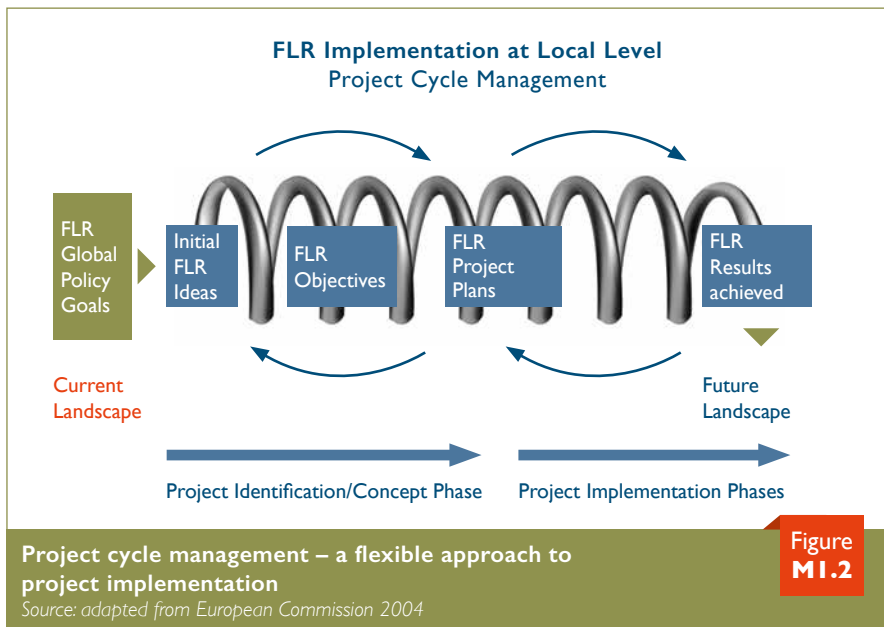 FLR Implementation at Local Level
Project Cycle Management
FLR
Global
Policy
Goals
Initial
FLR
Ideas
FLR
Objectives
FLR
Project
Plans
FLR
Results
achieved
Current
Landscape
Future
Landscape
Project Identification/Concept Phase
Project Implementation Phases
Project cycle management – a flexible approach to
project implementation
Source: adapted from European Commission 2004
Figure
M1.2